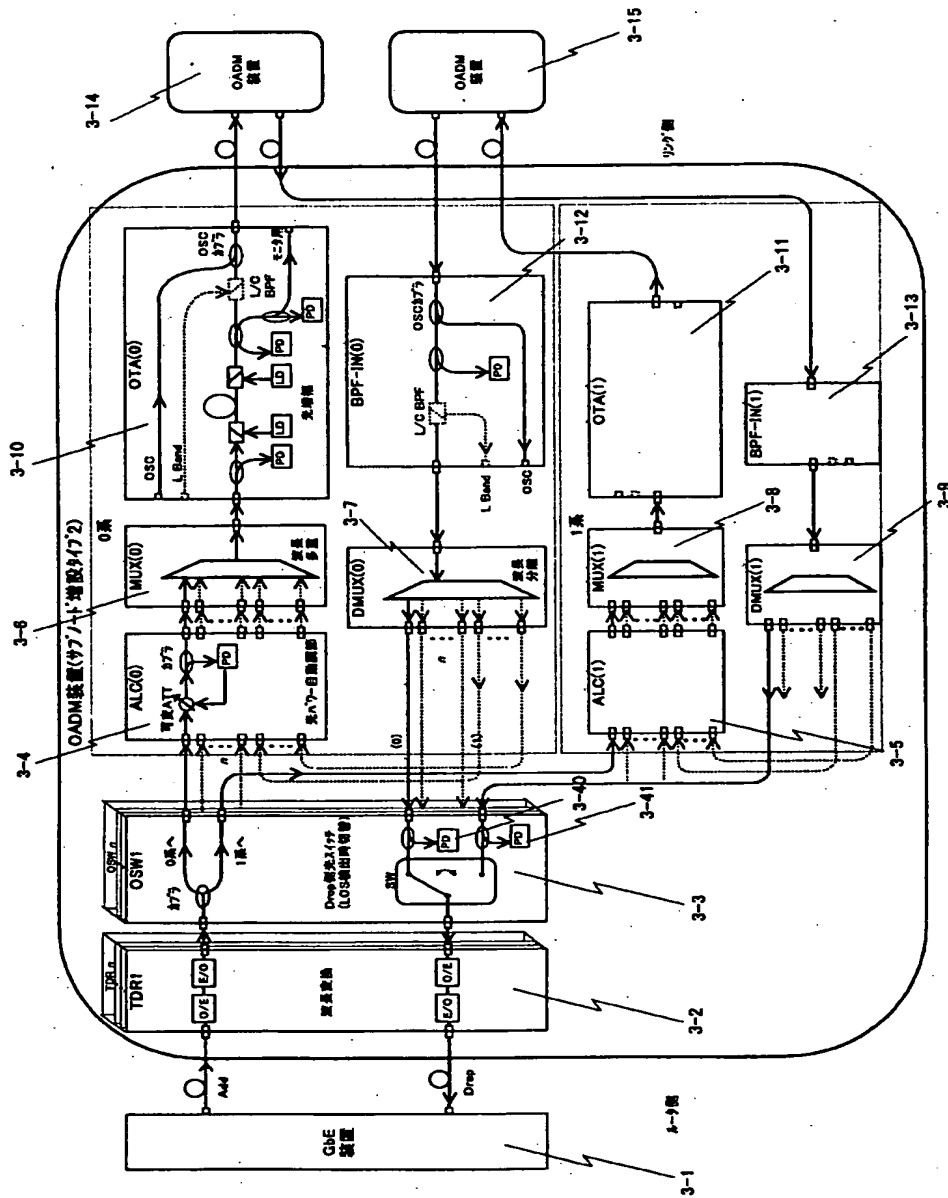 OADM装置(サブノード増設タイプ2)
3-1
GbE
装置
ルータ側
Add
Drop
3-2
TDR n
TDR1
O/E
E/O
波長変換
E/O
O/E
3-3
OSW n
OSW1
カプラ
0系へ
1系へ
Drop側光スイッチ
(LOS検出時切替)
SW
PD
PD
3-40
3-41
(0)
(1)
n
n
3-4
ALC(0)
可変ATT
カプラ
PD
光パワー自動調節
3-6
MUX(0)
波長
多重
0系
3-10
OTA(0)
OSC
L Band
PD
LD
LD
PD
光増幅
L/C
BPF
OSC
カプラ
モニタ用
3-7
DMUX(0)
波長
分離
3-12
BPF-IN(0)
L/C BPF
OSCカプラ
PD
L Band
OSC
1系
3-5
ALC(1)
3-8
MUX(1)
3-11
OTA(1)
3-9
DMUX(1)
3-13
BPF-IN(1)
リング側
3-14
OADM
装置
3-15
OADM
装置